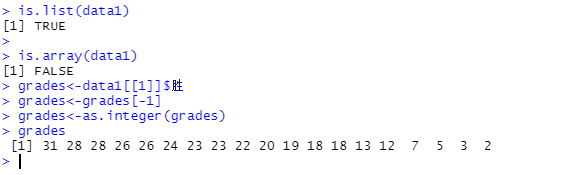 > is.list(data1)
[1] TRUE
>
> is.array(data1)
[1] FALSE
> grades<-data1[[1]]$胜
> grades<-grades[-1]
> grades<-as.integer(grades)
> grades
[1] 31 28 28 26 26 24 23 23 22 20 19 18 18 13 12  7  5  3  2
>